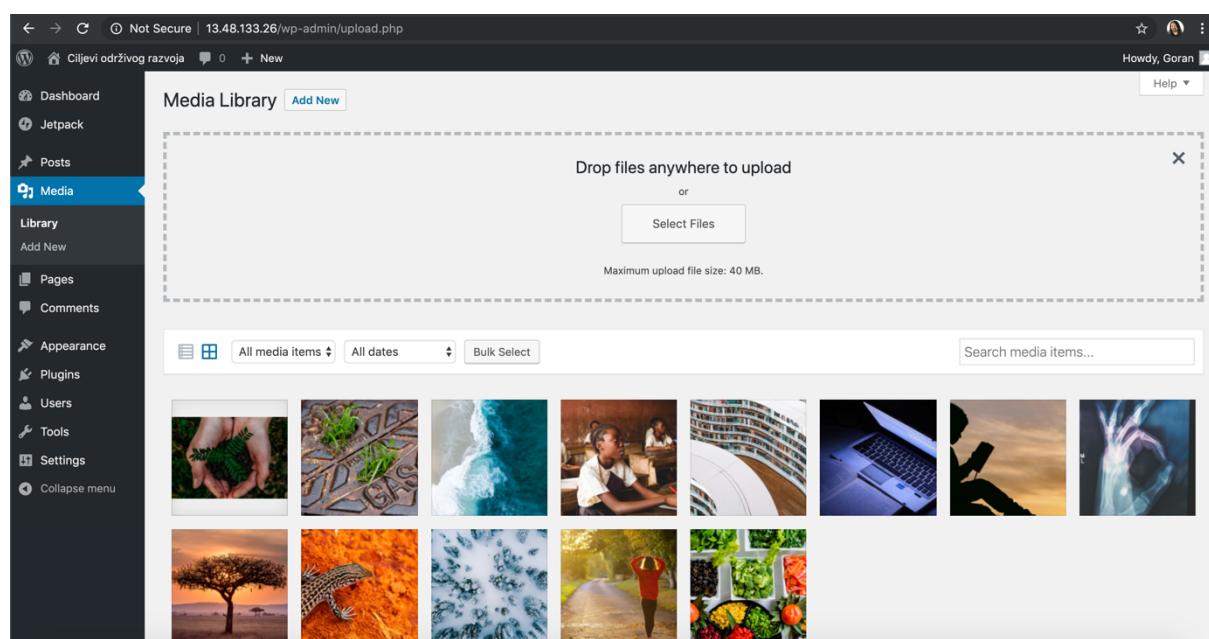 Not Secure | 13.48.133.26/wp-admin/upload.php
Ciljevi održivog razvoja 0 + New Howdy, Goran
Help ▼
Dashboard
Jetpack
Posts
Media
Library
Add New
Pages
Comments
Appearance
Plugins
Users
Tools
Settings
Collapse menu
Media Library Add New
Drop files anywhere to upload
or
Select Files
Maximum upload file size: 40 MB.
All media items All dates Bulk Select Search media items...